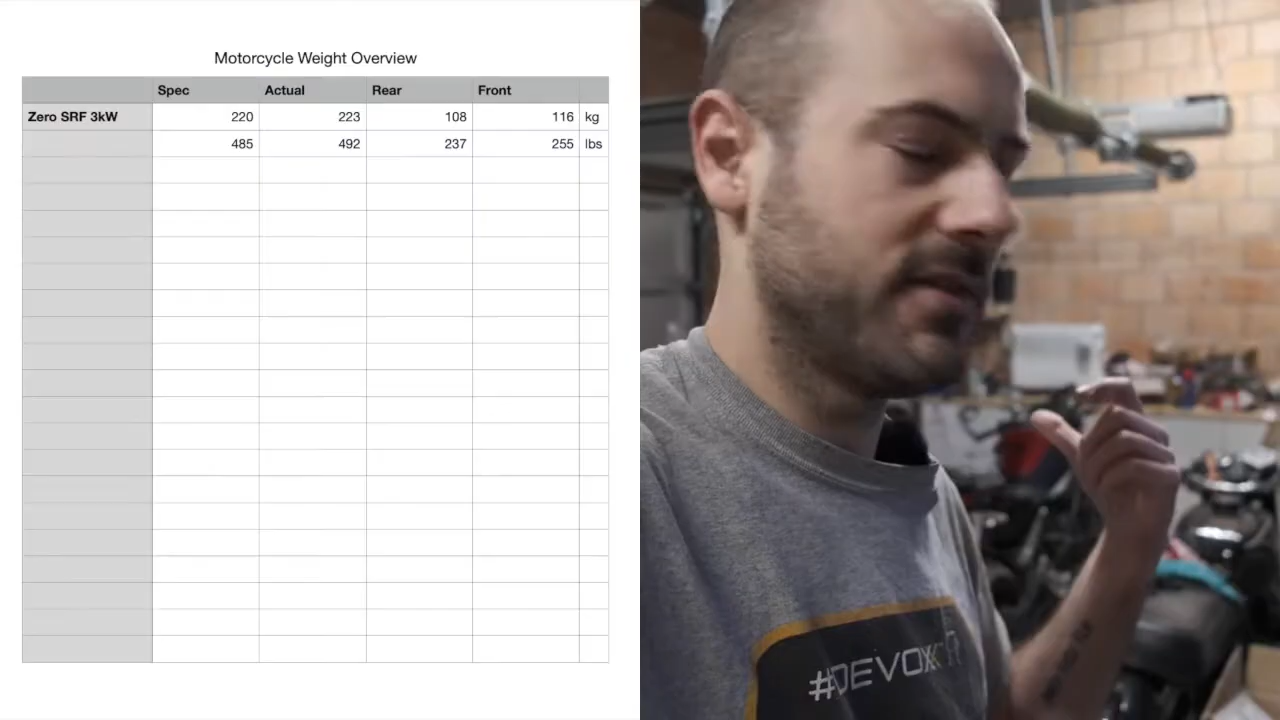 Motorcycle Weight Overview
Spec Actual Rear Front
Zero SRF 3kW 220 223 108 116 kg
485 492 237 255 lbs
#DEVOXX